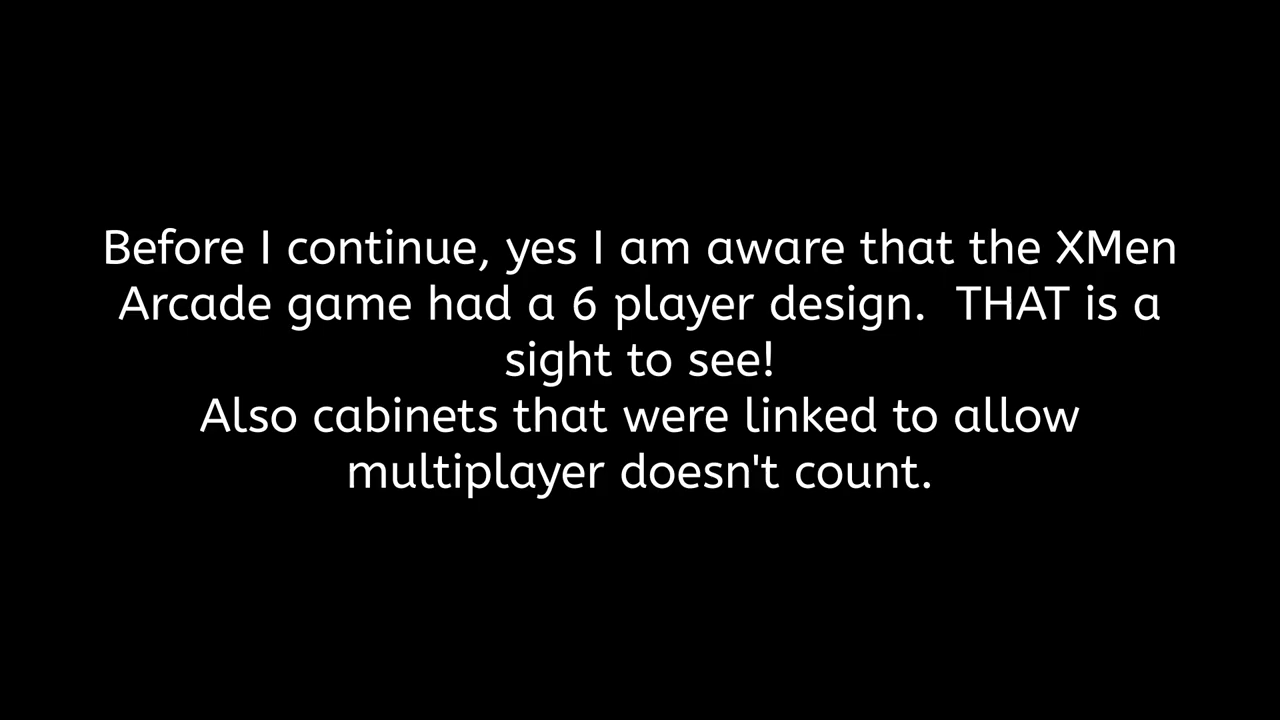 Before I continue, yes I am aware that the XMen
Arcade game had a 6 player design.  THAT is a
sight to see!
Also cabinets that were linked to allow
multiplayer doesn't count.